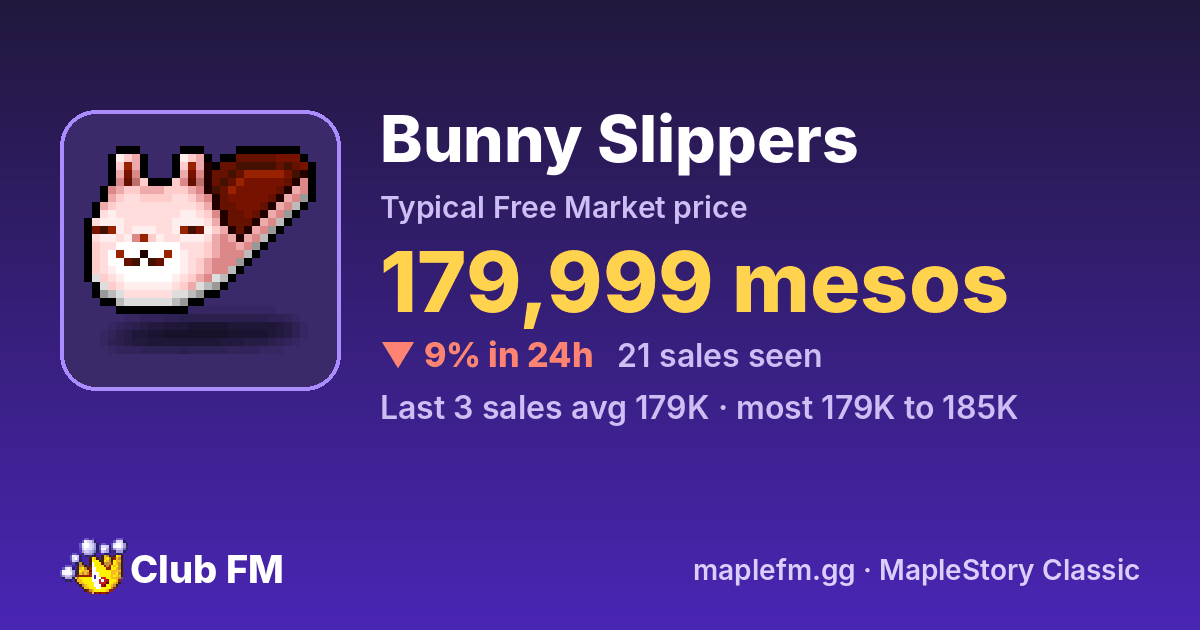 Bunny Slippers
Typical Free Market price
179,999 mesos
▼ 9% in 24h 21 sales seen
Last 3 sales avg 179K · most 179K to 185K
Club FM
maplefm.gg · MapleStory Classic